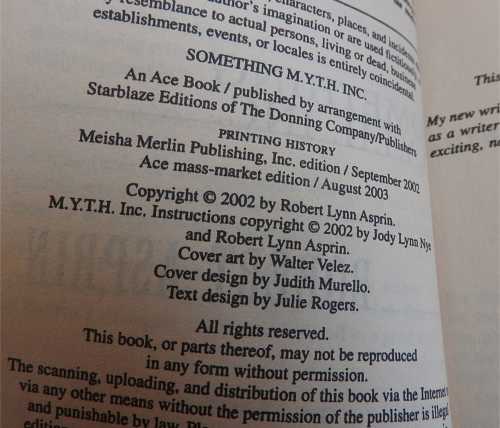 characters, places, and
author's imagination or are used fictitiously
resemblance to actual persons, living or dead, business
establishments, events, or locales is entirely coincidental.
SOMETHING M.Y.T.H. INC.
An Ace Book / published by arrangement with
Starblaze Editions of The Donning Company/Publishers
PRINTING HISTORY
Meisha Merlin Publishing, Inc. edition / September 2002
Ace mass-market edition / August 2003
Copyright © 2002 by Robert Lynn Asprin.
M.Y.T.H. Inc. Instructions copyright © 2002 by Jody Lynn Nye
and Robert Lynn Asprin.
Cover art by Walter Velez.
Cover design by Judith Murello.
Text design by Julie Rogers.
All rights reserved.
This book, or parts thereof, may not be reproduced
in any form without permission.
The scanning, uploading, and distribution of this book via the Internet
via any other means without the permission of the publisher is illegal
and punishable by law.
This
My new
as a writer
exciting,